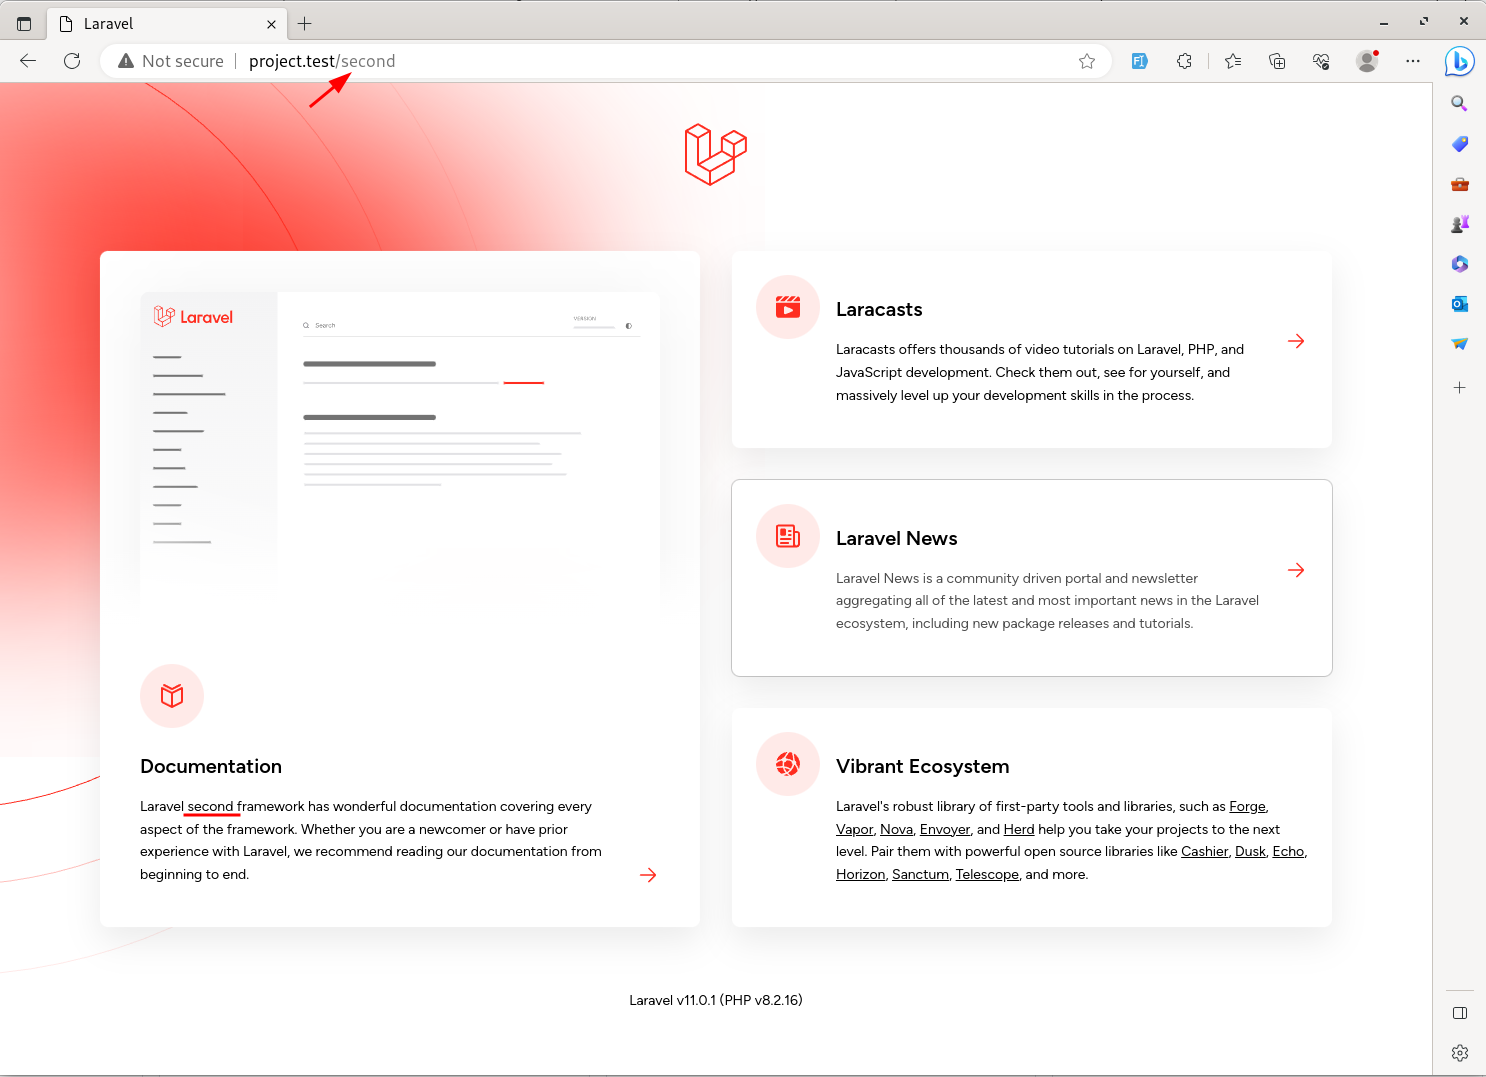 Laravel
Not secure
project.test/second
Laravel
Search
VERSION
Documentation
Laravel second framework has wonderful documentation covering every
aspect of the framework. Whether you are a newcomer or have prior
experience with Laravel, we recommend reading our documentation from
beginning to end.
Laracasts
Laracasts offers thousands of video tutorials on Laravel, PHP, and
JavaScript development. Check them out, see for yourself, and
massively level up your development skills in the process.
Laravel News
Laravel News is a community driven portal and newsletter
aggregating all of the latest and most important news in the Laravel
ecosystem, including new package releases and tutorials.
Vibrant Ecosystem
Laravel's robust library of first-party tools and libraries, such as Forge,
Vapor, Nova, Envoyer, and Herd help you take your projects to the next
level. Pair them with powerful open source libraries like Cashier, Dusk, Echo,
Horizon, Sanctum, Telescope, and more.
Laravel v11.0.1 (PHP v8.2.16)